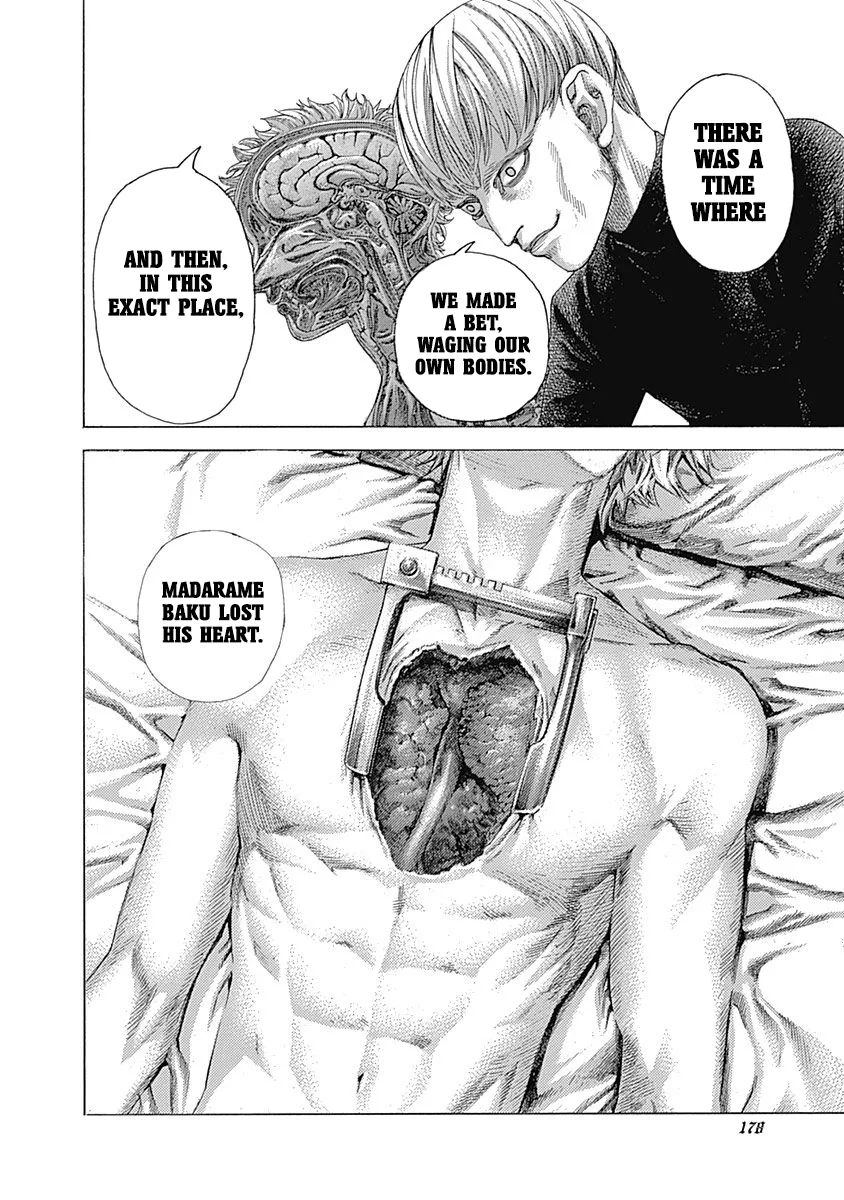 THERE
WAS A
TIME
WHERE
WE MADE
A BET,
WAGING OUR
OWN BODIES.
AND THEN,
IN THIS
EXACT PLACE,
MADARAME
BAKU LOST
HIS HEART.
178